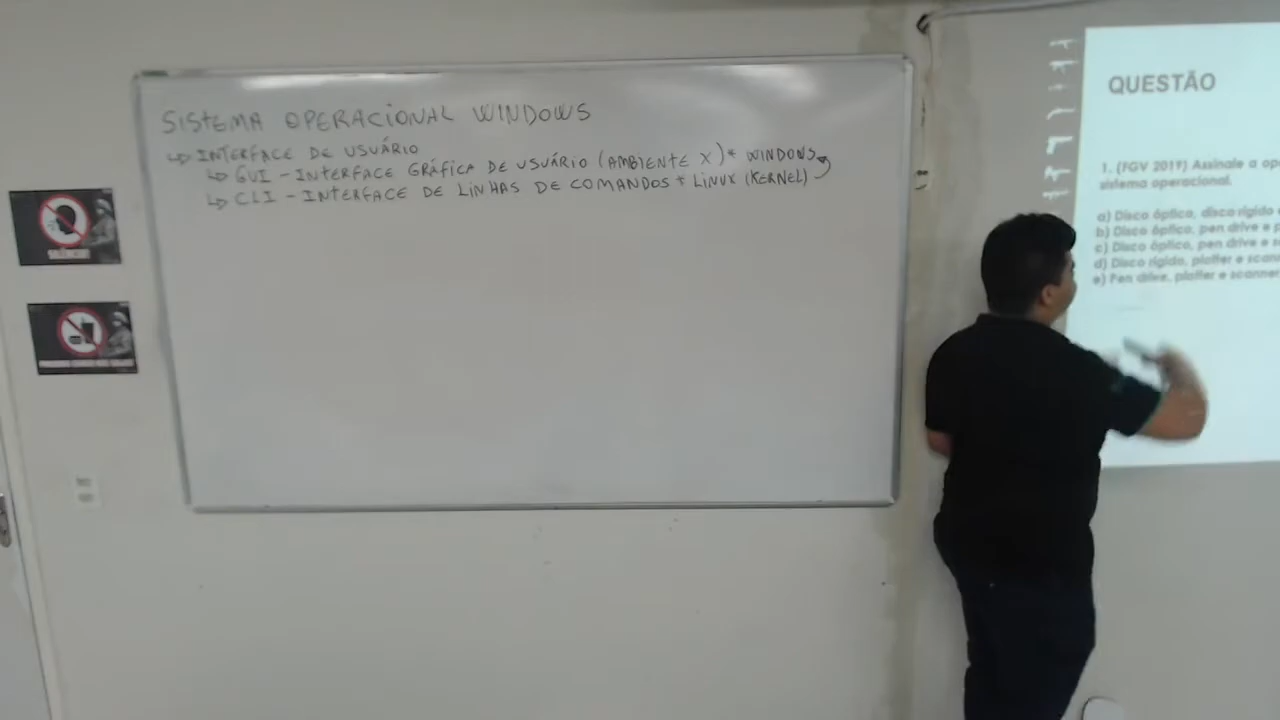 SISTEMA OPERACIONAL WINDOWS
↳ INTERFACE DE USUÁRIO
↳ GUI - INTERFACE GRÁFICA DE USUÁRIO (AMBIENTE X) * WINDOWS
↳ CLI - INTERFACE DE LINHAS DE COMANDOS * LINUX (KERNEL)
QUESTÃO
1. (FGV 2019) Assinale a op
sistema operacional.
a) Disco óptico, disco rígido
b) Disco óptico, pen drive e p
c) Disco óptico, pen drive e s
d) Disco rígido, plotter e scan
e) Pen drive, plotter e scanner